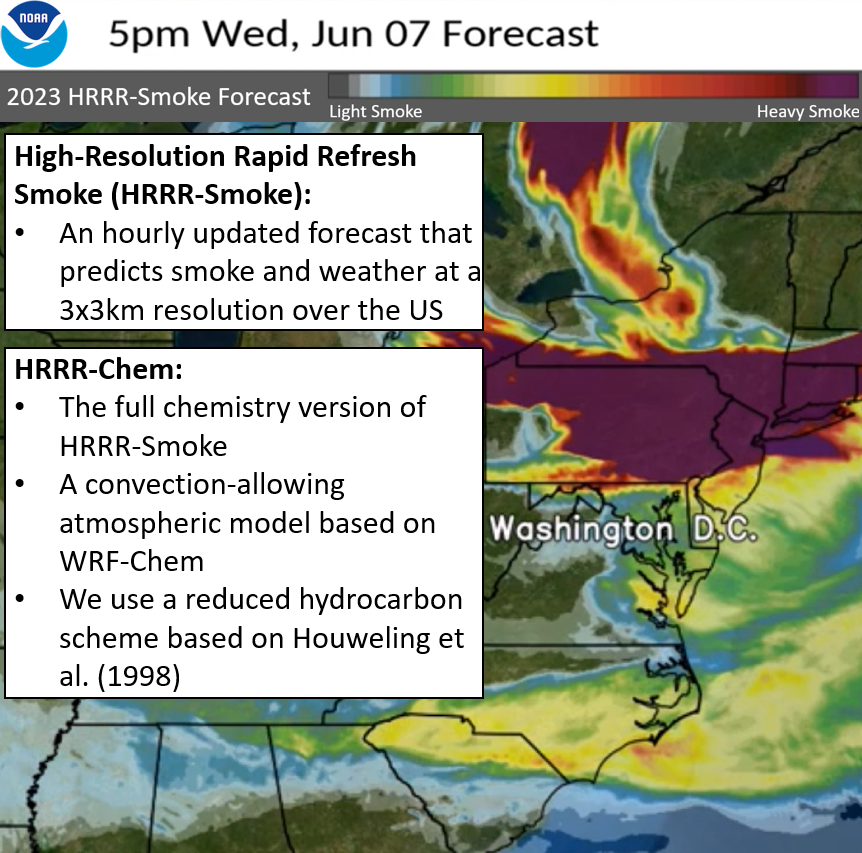 NOAA
5pm Wed, Jun 07 Forecast
2023 HRRR-Smoke Forecast
Light Smoke
Heavy Smoke
High-Resolution Rapid Refresh
Smoke (HRRR-Smoke):
• An hourly updated forecast that
predicts smoke and weather at a
3x3km resolution over the US
HRRR-Chem:
• The full chemistry version of
HRRR-Smoke
• A convection-allowing
atmospheric model based on
WRF-Chem
• We use a reduced hydrocarbon
scheme based on Houweling et
al. (1998)
Washington D.C.